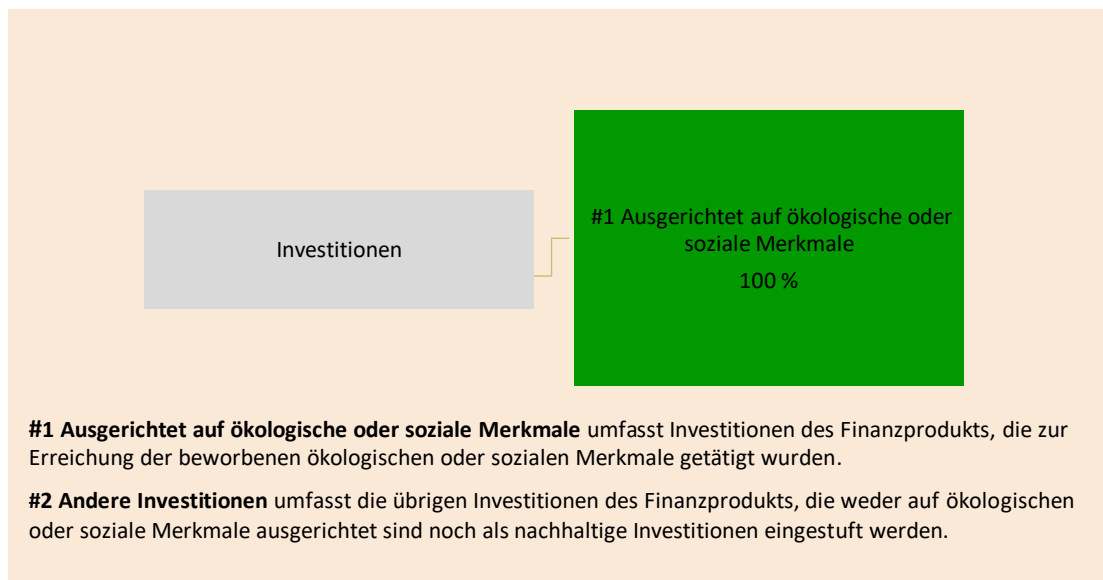 Investitionen
#1 Ausgerichtet auf ökologische oder
soziale Merkmale
100 %
#1 Ausgerichtet auf ökologische oder soziale Merkmale umfasst Investitionen des Finanzprodukts, die zur
Erreichung der beworbenen ökologischen oder sozialen Merkmale getätigt wurden.
#2 Andere Investitionen umfasst die übrigen Investitionen des Finanzprodukts, die weder auf ökologischen
oder soziale Merkmale ausgerichtet sind noch als nachhaltige Investitionen eingestuft werden.